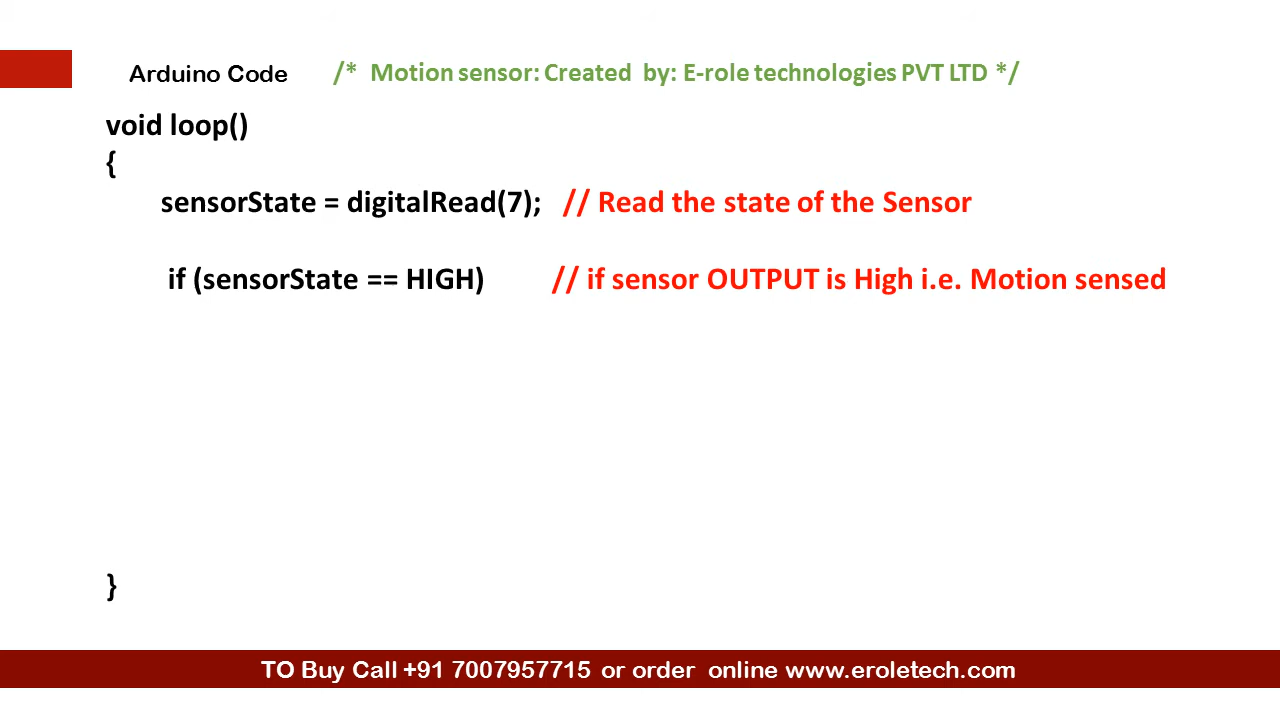 Arduino Code /* Motion sensor: Created by: E-role technologies PVT LTD */
void loop()
{
sensorState = digitalRead(7); // Read the state of the Sensor
if (sensorState == HIGH) // if sensor OUTPUT is High i.e. Motion sensed
}
TO Buy Call +91 7007957715 or order online www.eroletech.com